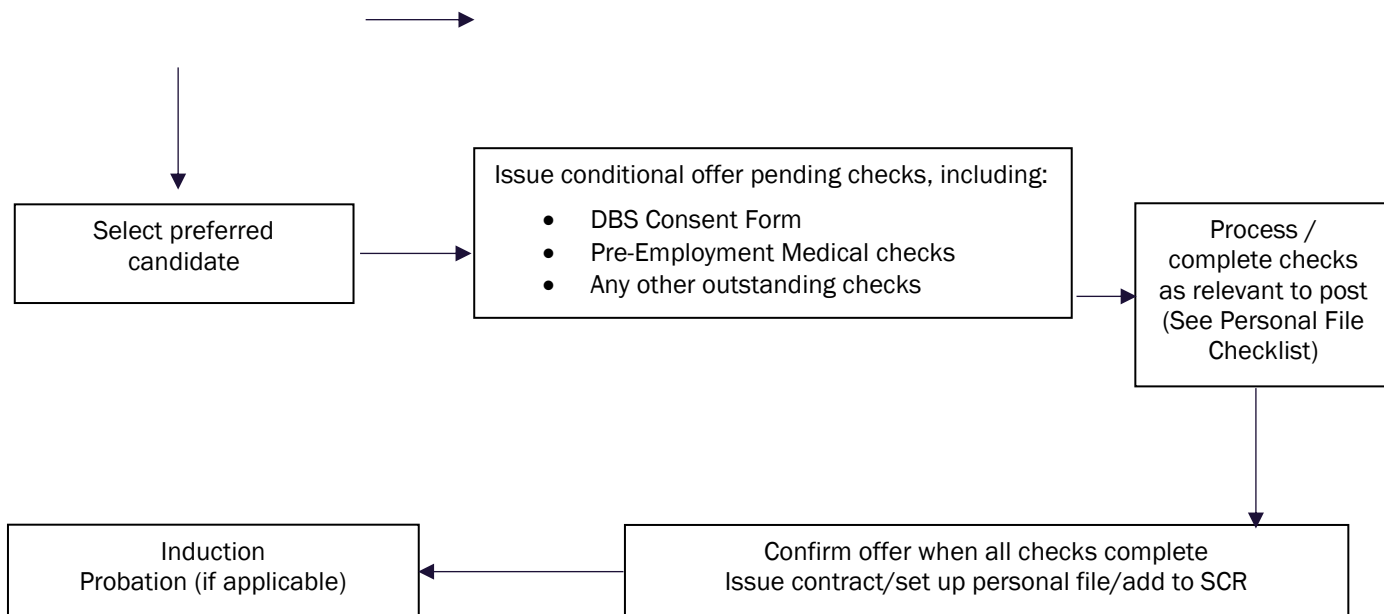 Select preferred
candidate
Issue conditional offer pending checks, including:
• DBS Consent Form
• Pre-Employment Medical checks
• Any other outstanding checks
Process /
complete checks
as relevant to post
(See Personal File
Checklist)
Confirm offer when all checks complete
Issue contract/set up personal file/add to SCR
Induction
Probation (if applicable)